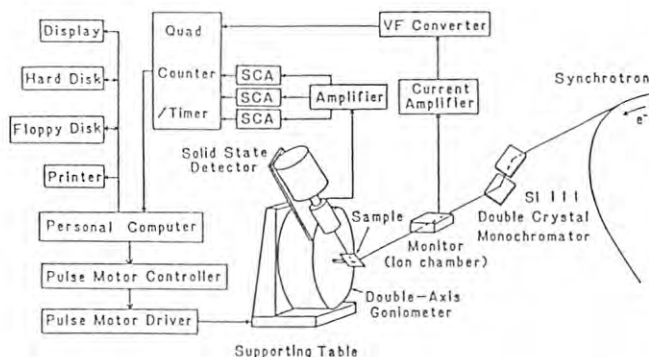 Display
Hard Disk
Floppy Disk
Printer
Personal Computer
Pulse Motor Controller
Pulse Motor Driver
Quad
Counter
/Timer
SCA
SCA
SCA
Amplifier
VF Converter
Current
Amplifier
Solid State
Detector
Sample
Monitor
(Ion chamber)
Double-Axis
Goniometer
Supporting Table
Synchrotron
e⁻
SI III
Double Crystal
Monochromator